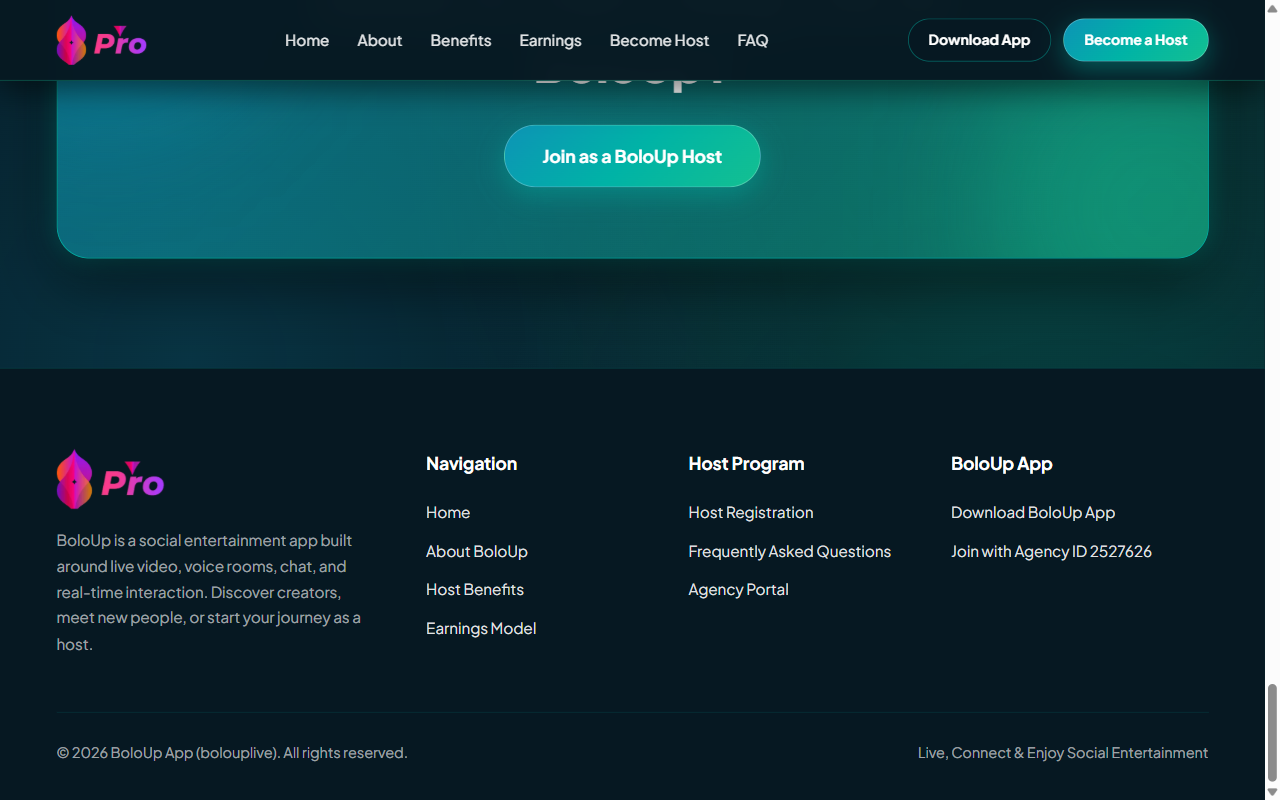 Pro
Home
About
Benefits
Earnings
Become Host
FAQ
Download App
Become a Host
Join as a BoloUp Host
Pro
BoloUp is a social entertainment app built
around live video, voice rooms, chat, and
real-time interaction. Discover creators,
meet new people, or start your journey as a
host.
Navigation
Home
About BoloUp
Host Benefits
Earnings Model
Host Program
Host Registration
Frequently Asked Questions
Agency Portal
BoloUp App
Download BoloUp App
Join with Agency ID 2527626
© 2026 BoloUp App (bolouplive). All rights reserved.
Live, Connect & Enjoy Social Entertainment